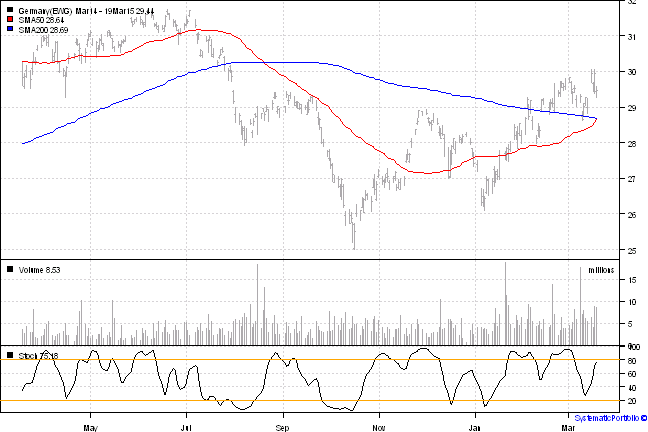 Germany(EWG) Mar14 - 19Mar15 29.44
SMA50 28.64
SMA200 28.69
32
31
30
29
28
27
26
25
Volume 8.53
millions
15
10
5
0
Stoch 75.18
100
80
60
40
20
May
Jul
Sep
Nov
Jan
Mar
SystematicPortfolio ©